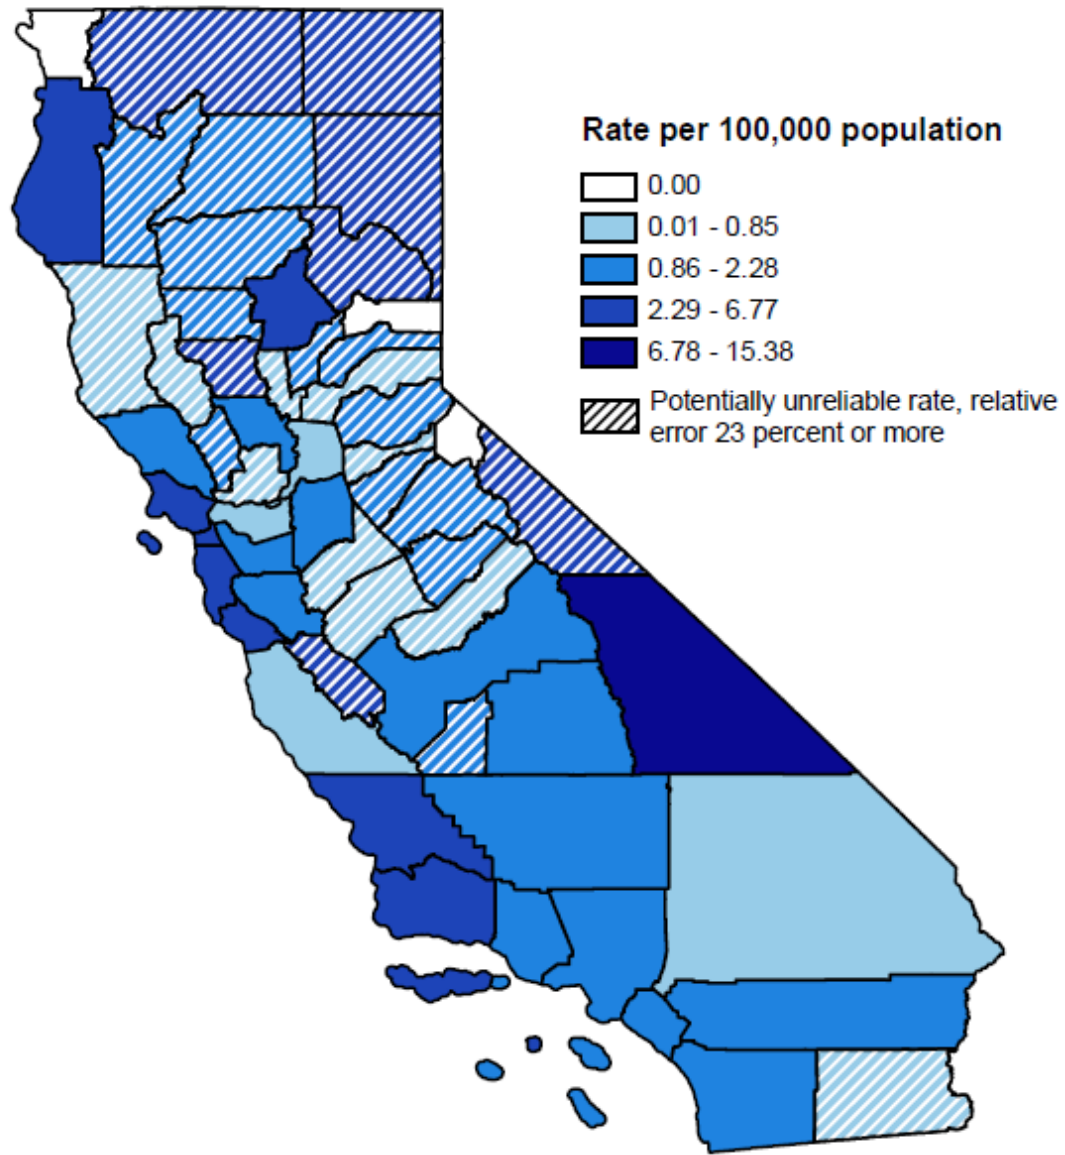 Rate per 100,000 population
0.00
0.01 - 0.85
0.86 - 2.28
2.29 - 6.77
6.78 - 15.38
Potentially unreliable rate, relative
error 23 percent or more